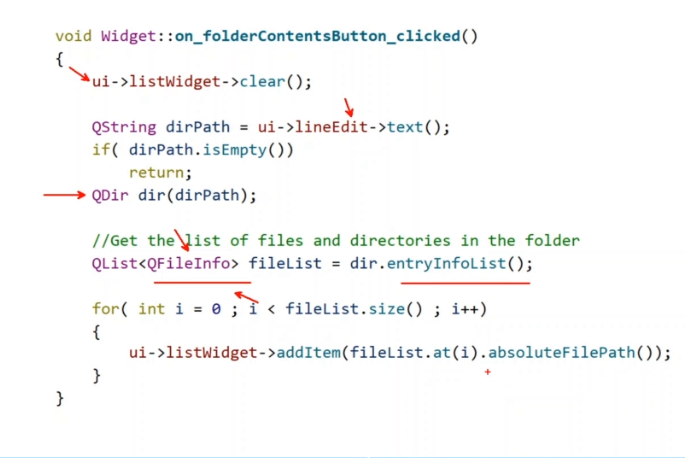 void Widget::on_folderContentsButton_clicked()
{
ui->listWidget->clear();
QString dirPath = ui->lineEdit->text();
if( dirPath.isEmpty())
return;
QDir dir(dirPath);
//Get the list of files and directories in the folder
QList<QFileInfo> fileList = dir.entryInfoList();
for( int i = 0 ; i < fileList.size() ; i++)
{
ui->listWidget->addItem(fileList.at(i).absoluteFilePath());
}
}